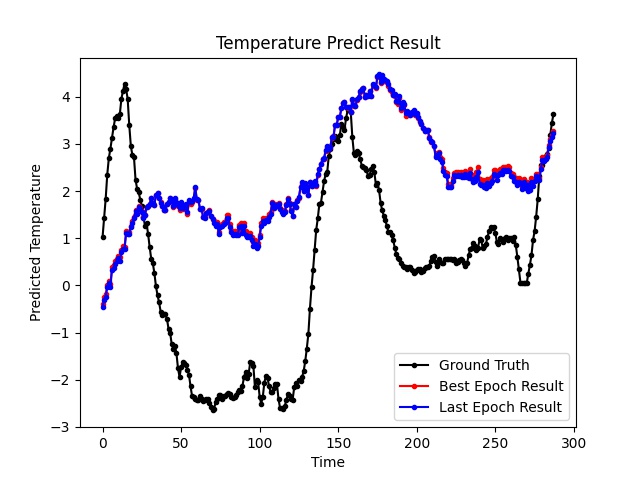 Temperature Predict Result
Predicted Temperature
4
3
2
1
0
−1
−2
−3
0 50 100 150 200 250 300
Time
Ground Truth
Best Epoch Result
Last Epoch Result